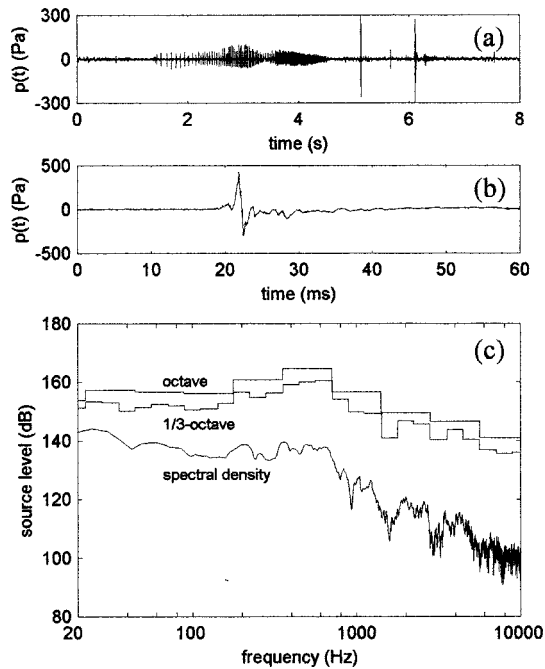 300
0
-300
p(t) (Pa)
(a)
0 2 4 6 8
time (s)
500
0
-500
p(t) (Pa)
(b)
0 10 20 30 40 50 60
time (ms)
180
160
140
120
100
80
source level (dB)
(c)
octave
1/3-octave
spectral density
20 100 1000 10000
frequency (Hz)